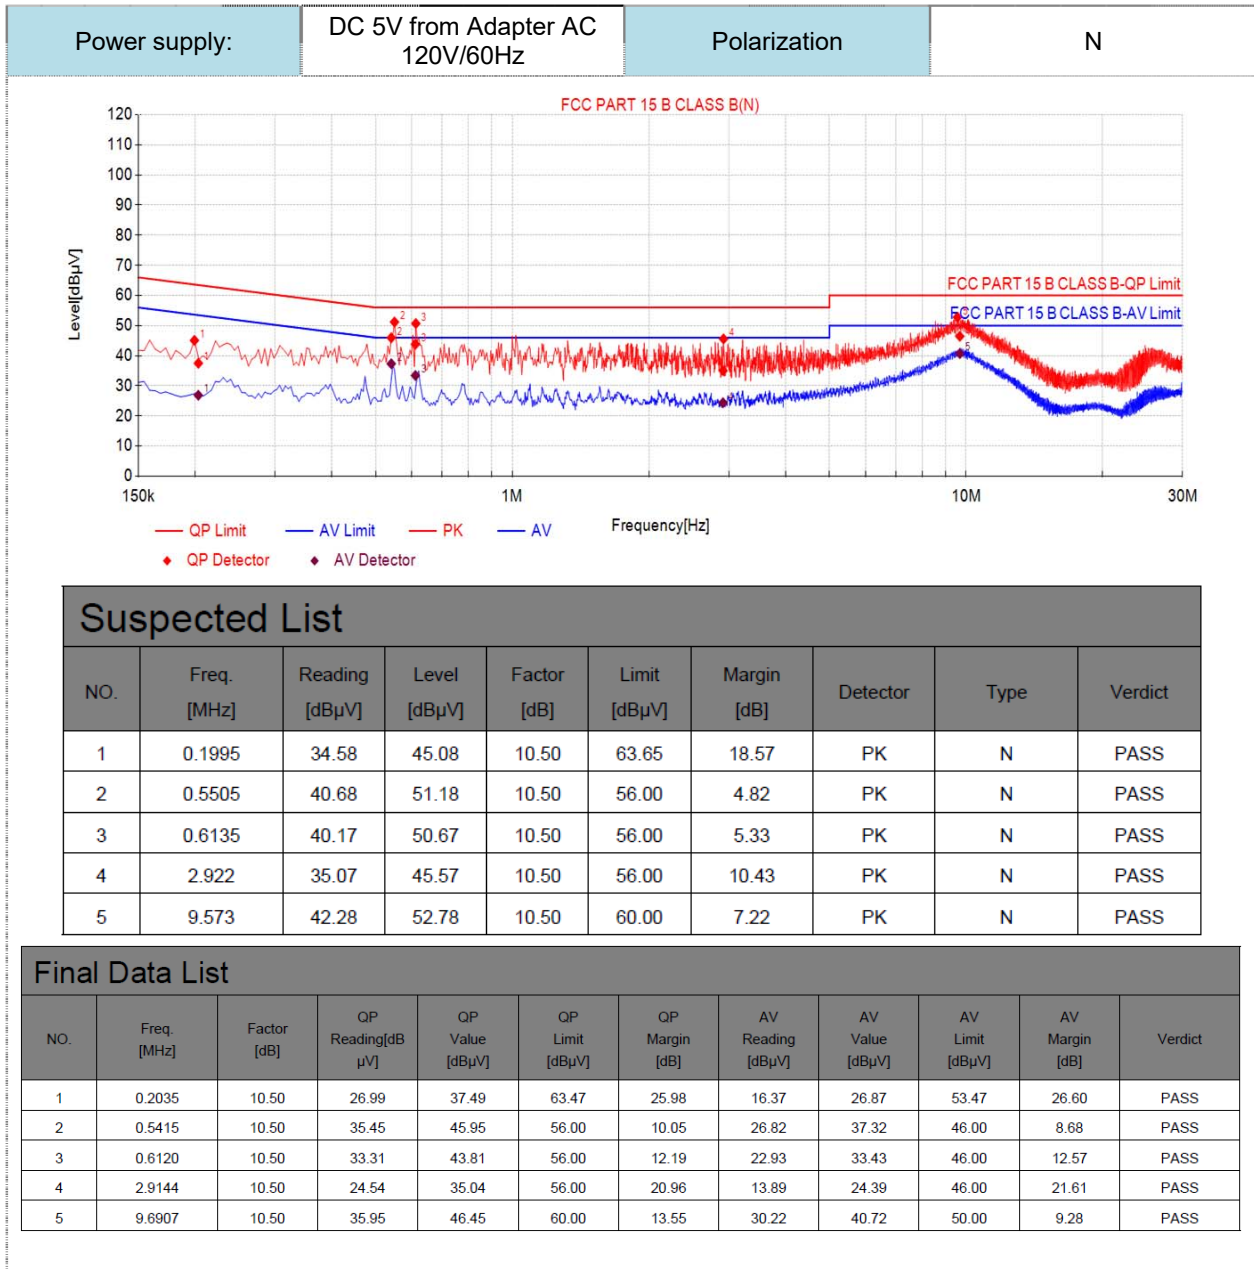 Power supply: DC 5V from Adapter AC 120V/60Hz Polarization N
FCC PART 15 B CLASS B(N)
120
110
100
90
80
70
60
50
40
30
20
10
0
Level[dBμV]
FCC PART 15 B CLASS B-QP Limit
FCC PART 15 B CLASS B-AV Limit
1
1
1
2
2
2
3
3
3
4
5
150k 1M 10M 30M
Frequency[Hz]
QP Limit AV Limit PK AV
QP Detector AV Detector
Suspected List
NO. Freq. [MHz] Reading [dBμV] Level [dBμV] Factor [dB] Limit [dBμV] Margin [dB] Detector Type Verdict
1 0.1995 34.58 45.08 10.50 63.65 18.57 PK N PASS
2 0.5505 40.68 51.18 10.50 56.00 4.82 PK N PASS
3 0.6135 40.17 50.67 10.50 56.00 5.33 PK N PASS
4 2.922 35.07 45.57 10.50 56.00 10.43 PK N PASS
5 9.573 42.28 52.78 10.50 60.00 7.22 PK N PASS
Final Data List
NO. Freq. [MHz] Factor [dB] QP Reading[dBμV] QP Value [dBμV] QP Limit [dBμV] QP Margin [dB] AV Reading [dBμV] AV Value [dBμV] AV Limit [dBμV] AV Margin [dB] Verdict
1 0.2035 10.50 26.99 37.49 63.47 25.98 16.37 26.87 53.47 26.60 PASS
2 0.5415 10.50 35.45 45.95 56.00 10.05 26.82 37.32 46.00 8.68 PASS
3 0.6120 10.50 33.31 43.81 56.00 12.19 22.93 33.43 46.00 12.57 PASS
4 2.9144 10.50 24.54 35.04 56.00 20.96 13.89 24.39 46.00 21.61 PASS
5 9.6907 10.50 35.95 46.45 60.00 13.55 30.22 40.72 50.00 9.28 PASS